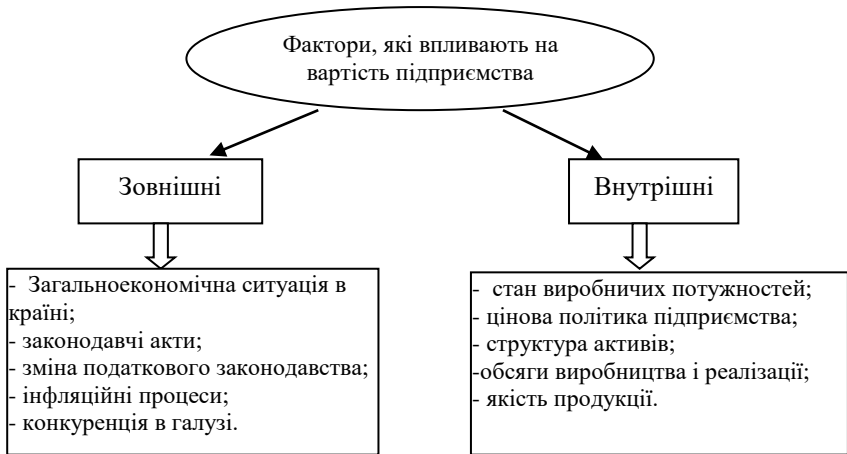 Фактори, які впливають на
вартість підприємства
Зовнішні
Внутрішні
- Загальноекономічна ситуація в
країні;
- законодавчі акти;
- зміна податкового законодавства;
- інфляційні процеси;
- конкуренція в галузі.
- стан виробничих потужностей;
- цінова політика підприємства;
- структура активів;
-обсяги виробництва і реалізації;
- якість продукції.